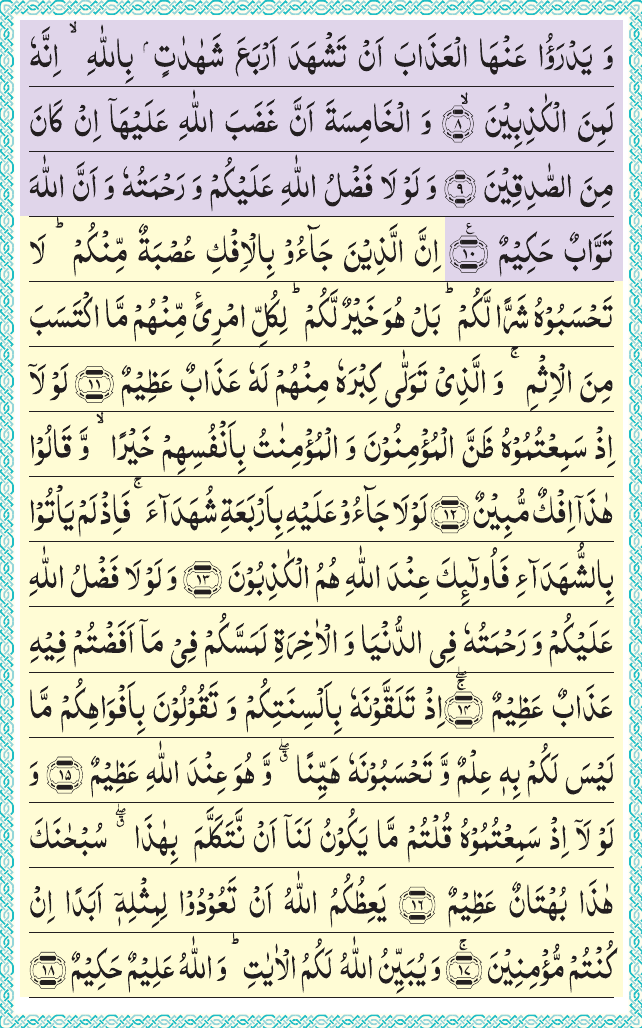 وَ يَدْرَؤُا عَنْهَا الْعَذَابَ اَنْ تَشْهَدَ اَرْبَعَ شَهٰدٰتٍۭ بِاللّٰهِ ۙ اِنَّهٗ
لَمِنَ الْكٰذِبِيْنَ ۙ﴿۸﴾ وَ الْخَامِسَةَ اَنَّ غَضَبَ اللّٰهِ عَلَيْهَاۤ اِنْ كَانَ
مِنَ الصّٰدِقِيْنَ ﴿۹﴾ وَ لَوْ لَا فَضْلُ اللّٰهِ عَلَيْكُمْ وَ رَحْمَتُهٗ وَ اَنَّ اللّٰهَ
تَوَّابٌ حَكِيْمٌ ﴿۱۰﴾ع اِنَّ الَّذِيْنَ جَآءُوْ بِالْاِفْكِ عُصْبَةٌ مِّنْكُمْ ؕ لَا
تَحْسَبُوْهُ شَرًّا لَّكُمْ ؕ بَلْ هُوَ خَيْرٌ لَّكُمْ ؕ لِكُلِّ امْرِئٍ مِّنْهُمْ مَّا اكْتَسَبَ
مِنَ الْاِثْمِ ۚ وَ الَّذِيْ تَوَلّٰى كِبْرَهٗ مِنْهُمْ لَهٗ عَذَابٌ عَظِيْمٌ ﴿۱۱﴾ لَوْ لَاۤ
اِذْ سَمِعْتُمُوْهُ ظَنَّ الْمُؤْمِنُوْنَ وَ الْمُؤْمِنٰتُ بِاَنْفُسِهِمْ خَيْرًا ۙ وَّ قَالُوْا
هٰذَاۤ اِفْكٌ مُّبِيْنٌ ﴿۱۲﴾ لَوْ لَا جَآءُوْ عَلَيْهِ بِاَرْبَعَةِ شُهَدَآءَ ۚ فَاِذْ لَمْ يَاْتُوْا
بِالشُّهَدَآءِ فَاُولٰٓئِكَ عِنْدَ اللّٰهِ هُمُ الْكٰذِبُوْنَ ﴿۱۳﴾ وَ لَوْ لَا فَضْلُ اللّٰهِ
عَلَيْكُمْ وَ رَحْمَتُهٗ فِي الدُّنْيَا وَ الْاٰخِرَةِ لَمَسَّكُمْ فِيْ مَاۤ اَفَضْتُمْ فِيْهِ
عَذَابٌ عَظِيْمٌ ۖۚ﴿۱۴﴾ اِذْ تَلَقَّوْنَهٗ بِاَلْسِنَتِكُمْ وَ تَقُوْلُوْنَ بِاَفْوَاهِكُمْ مَّا
لَيْسَ لَكُمْ بِهٖ عِلْمٌ وَّ تَحْسَبُوْنَهٗ هَيِّنًا ۖۗ وَّ هُوَ عِنْدَ اللّٰهِ عَظِيْمٌ ﴿۱۵﴾ وَ
لَوْ لَاۤ اِذْ سَمِعْتُمُوْهُ قُلْتُمْ مَّا يَكُوْنُ لَنَاۤ اَنْ نَّتَكَلَّمَ بِهٰذَا ۖۗ سُبْحٰنَكَ
هٰذَا بُهْتَانٌ عَظِيْمٌ ﴿۱۶﴾ يَعِظُكُمُ اللّٰهُ اَنْ تَعُوْدُوْا لِمِثْلِهٖۤ اَبَدًا اِنْ
كُنْتُمْ مُّؤْمِنِيْنَ ۚ﴿۱۷﴾ وَ يُبَيِّنُ اللّٰهُ لَكُمُ الْاٰيٰتِ ؕ وَ اللّٰهُ عَلِيْمٌ حَكِيْمٌ ﴿۱۸﴾